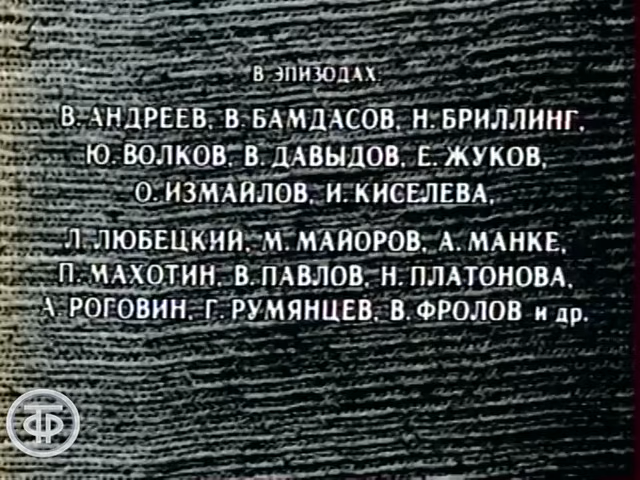 В ЭПИЗОДАХ:
В. АНДРЕЕВ, В. БАМДАСОВ, Н. БРИЛЛИНГ,
Ю. ВОЛКОВ, В. ДАВЫДОВ, Е. ЖУКОВ,
О. ИЗМАЙЛОВ, И. КИСЕЛЕВА,
Л. ЛЮБЕЦКИЙ, М. МАЙОРОВ, А. МАНКЕ,
П. МАХОТИН, В. ПАВЛОВ, Н. ПЛАТОНОВА,
А. РОГОВИН, Г. РУМЯНЦЕВ, В. ФРОЛОВ и др.